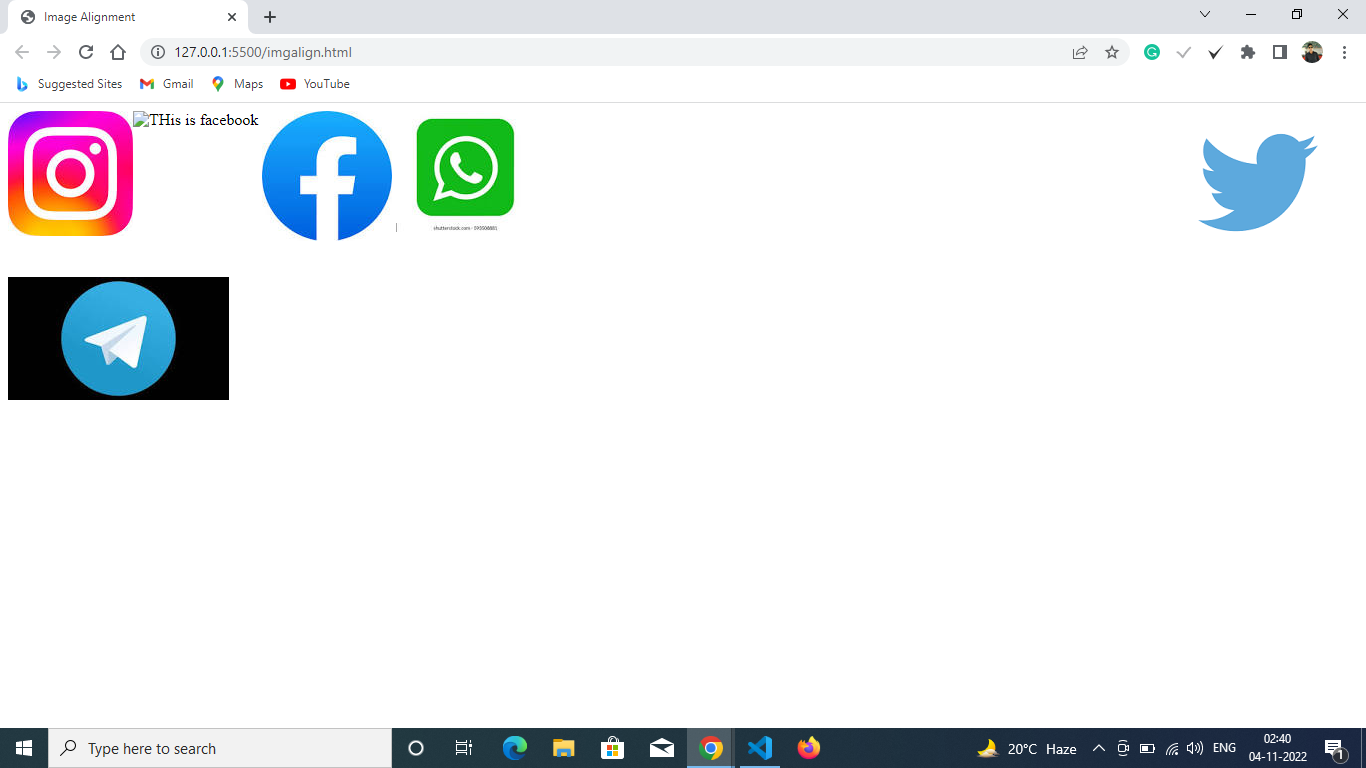 Image Alignment
127.0.0.1:5500/imgalign.html
Suggested Sites Gmail Maps YouTube
THis is facebook
shutterstock.com · 593508881
Type here to search
20°C Haze
ENG
02:40
04-11-2022
1